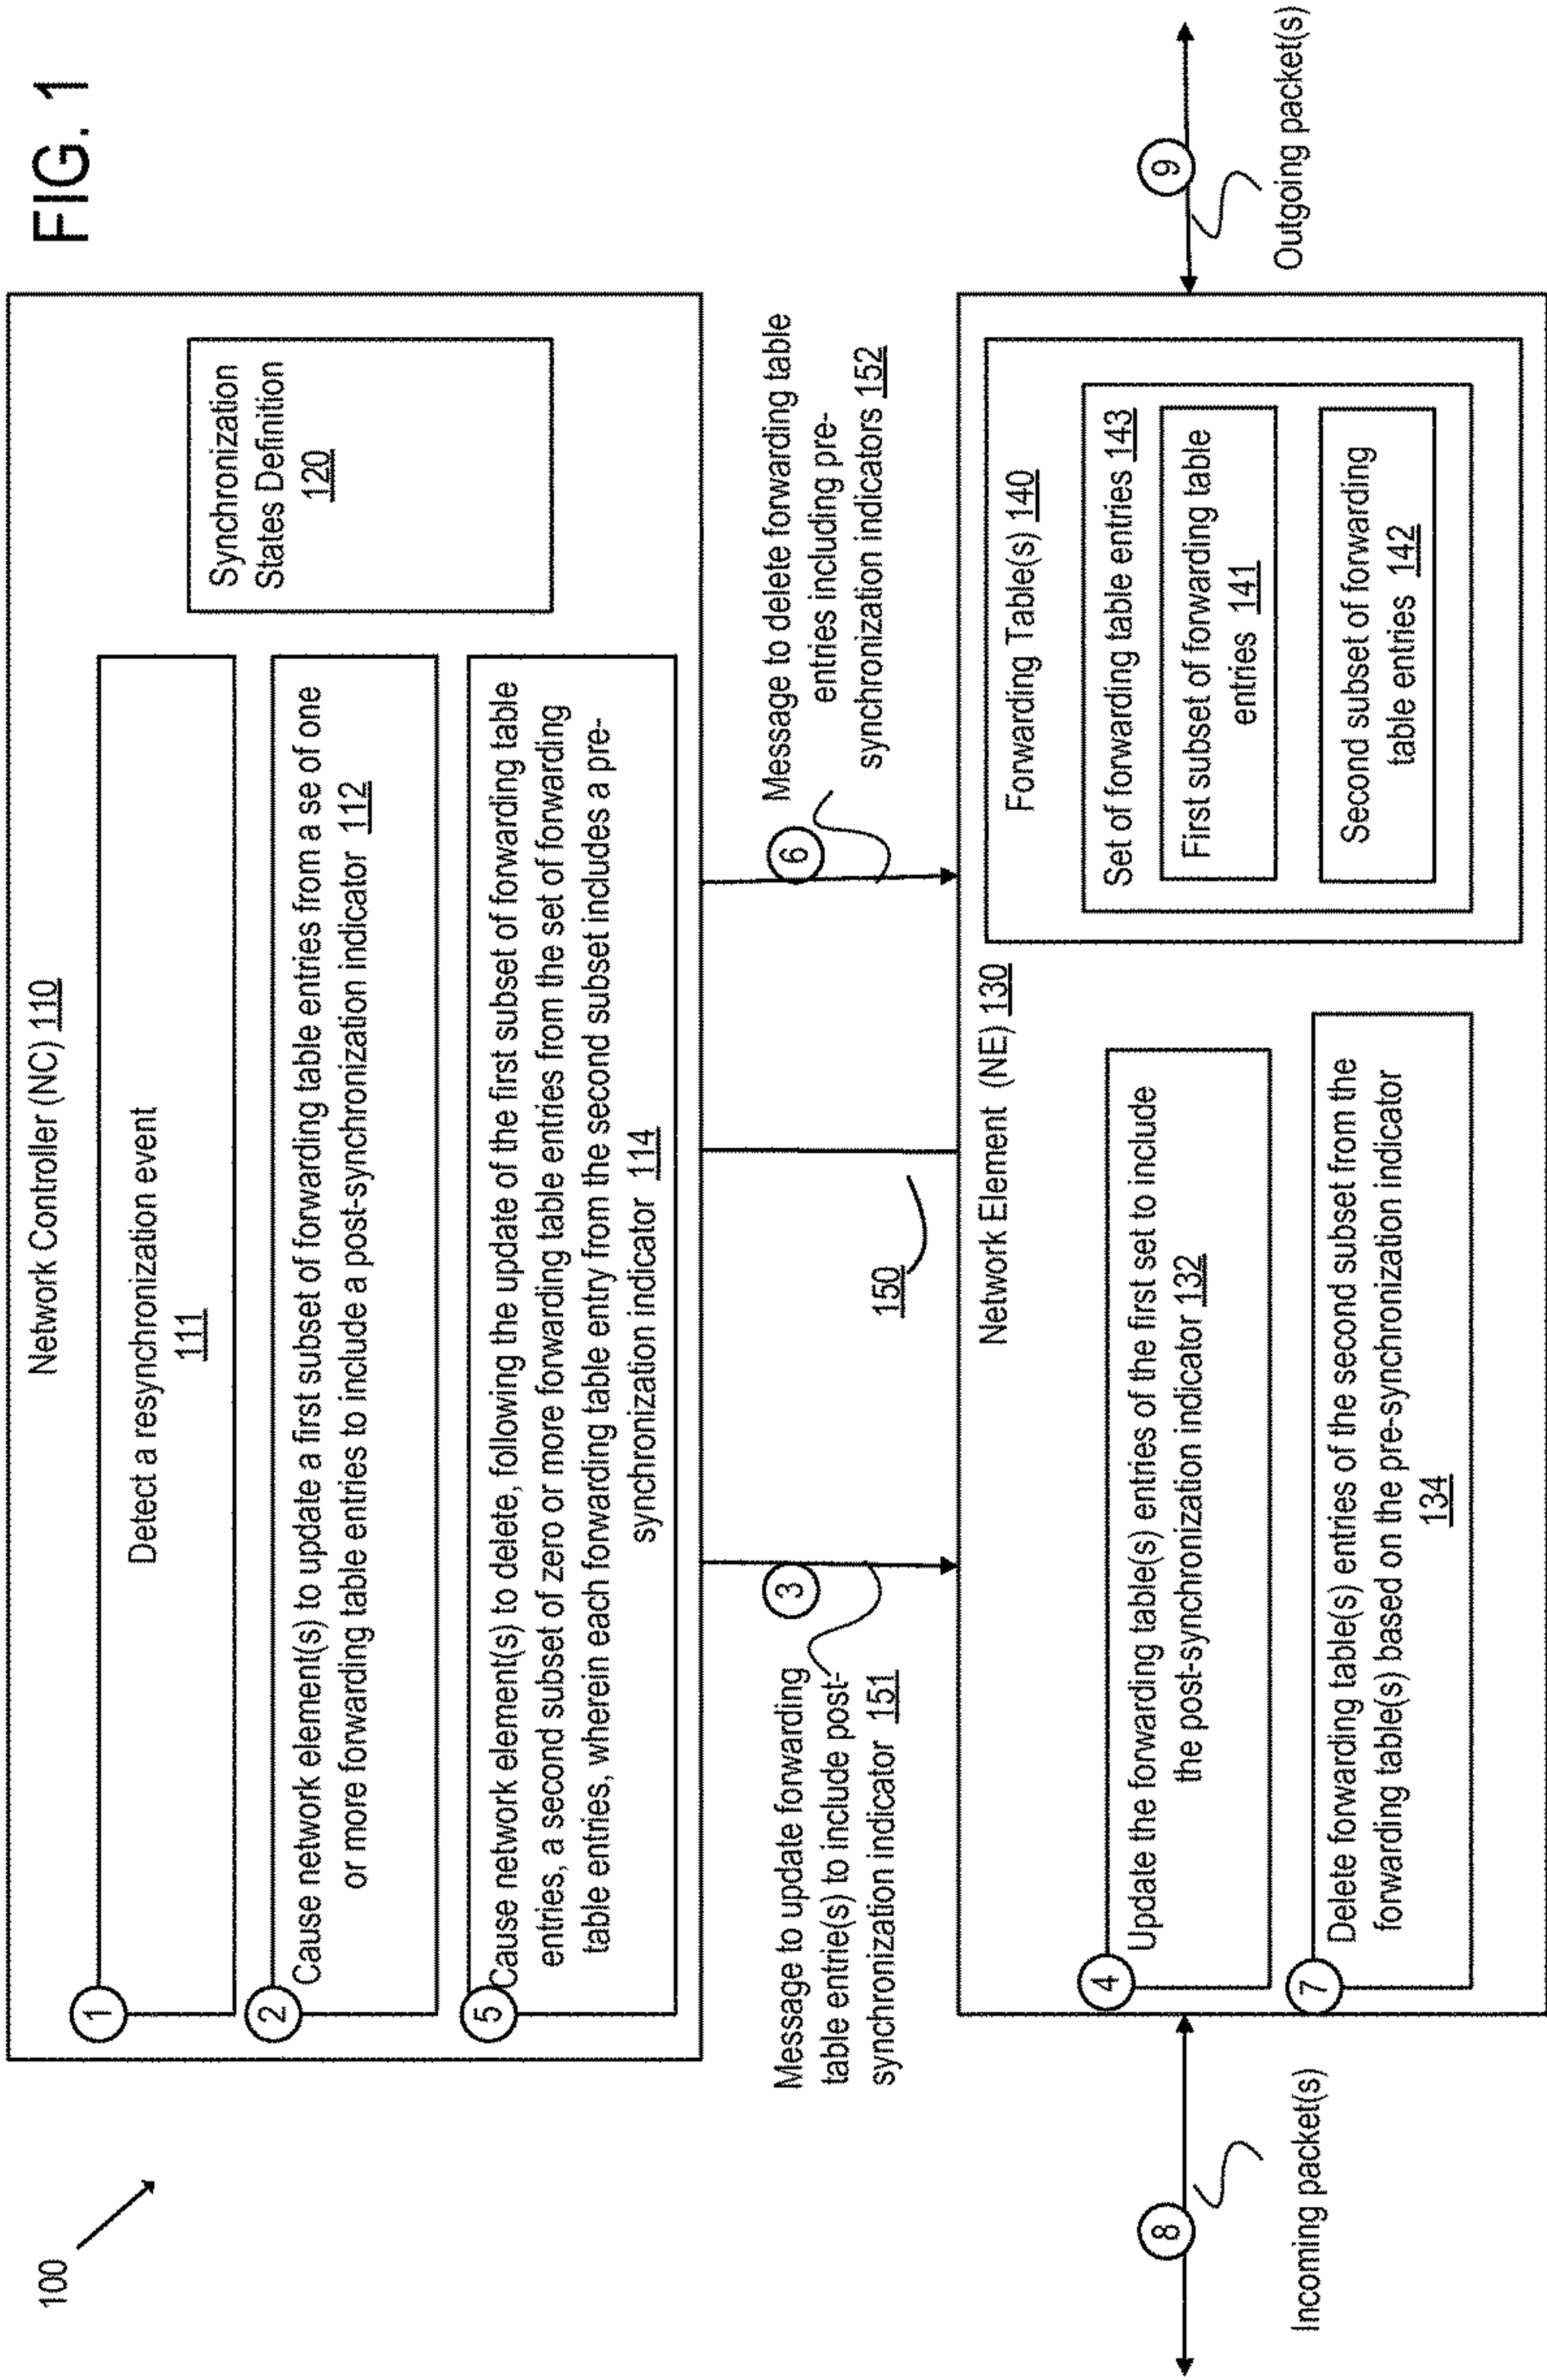 FIG. 1
100
Network Controller (NC) 110
1
Detect a resynchronization event
111
2
Cause network element(s) to update a first subset of forwarding table entries from a se of one
or more forwarding table entries to include a post-synchronization indicator 112
5
Cause network element(s) to delete, following the update of the first subset of forwarding table
entries, a second subset of zero or more forwarding table entries from the set of forwarding
table entries, wherein each forwarding table entry from the second subset includes a pre-
synchronization indicator 114
Synchronization
States Definition
120
3
Message to update forwarding
table entrie(s) to include post-
synchronization indicator 151
150
6
Message to delete forwarding table
entries including pre-
synchronization indicators 152
Network Element (NE) 130
4
Update the forwarding table(s) entries of the first set to include
the post-synchronization indicator 132
7
Delete forwarding table(s) entries of the second subset from the
forwarding table(s) based on the pre-synchronization indicator
134
Forwarding Table(s) 140
Set of forwarding table entries 143
First subset of forwarding table
entries 141
Second subset of forwarding
table entries 142
8
Incoming packet(s)
9
Outgoing packet(s)